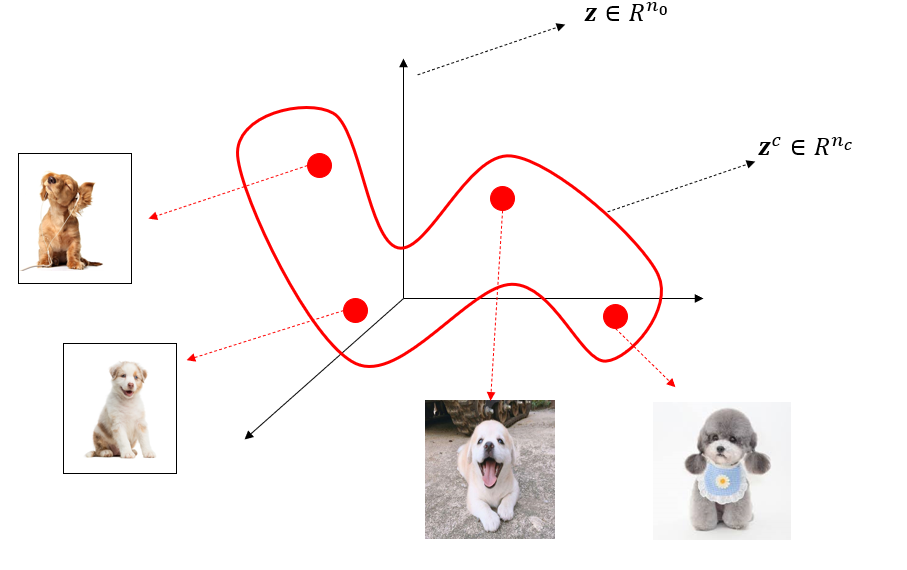 𝒛 ∈ 𝑅^{𝑛_0}
𝒛^𝑐 ∈ 𝑅^{𝑛_𝑐}